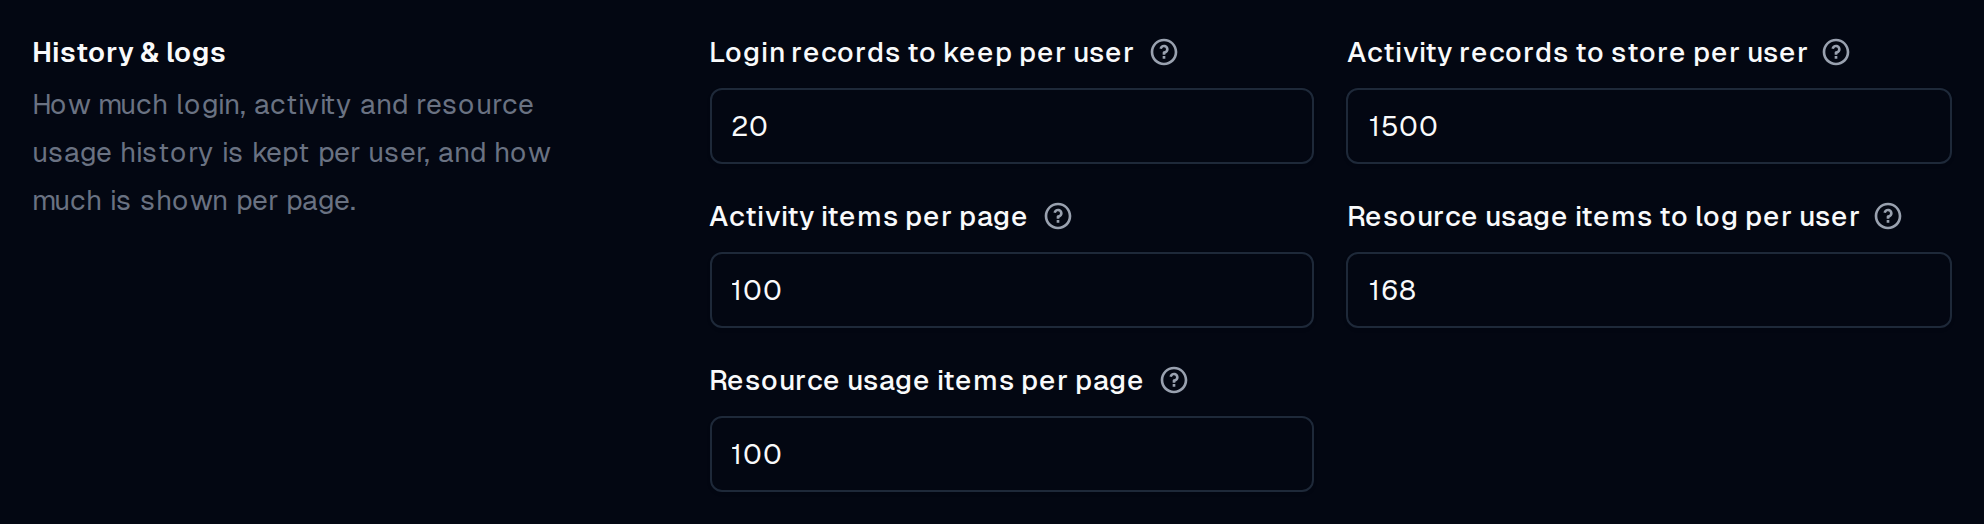 History & logs
How much login, activity and resource
usage history is kept per user, and how
much is shown per page.
Login records to keep per user
20
Activity records to store per user
1500
Activity items per page
100
Resource usage items to log per user
168
Resource usage items per page
100